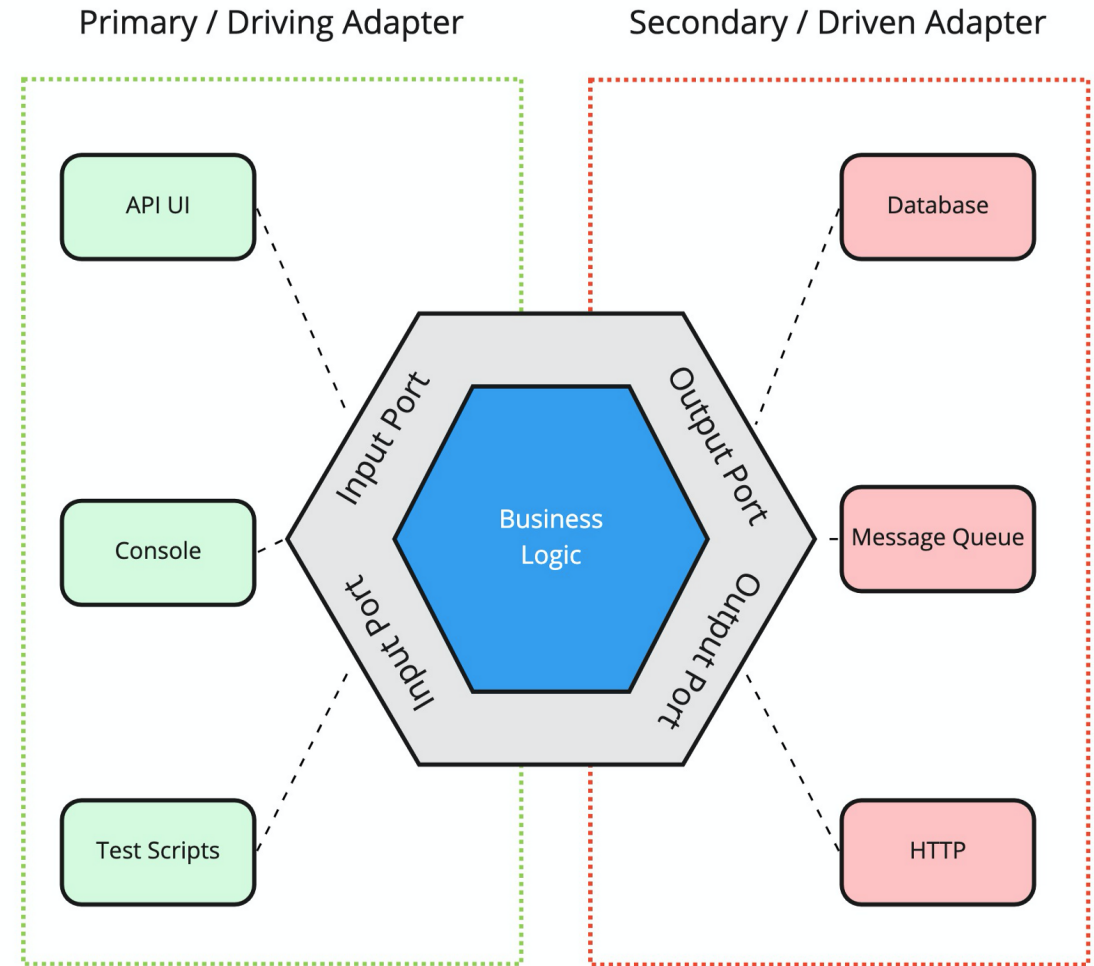 Primary / Driving Adapter
Secondary / Driven Adapter
API UI
Database
Input Port
Output Port
Console
Business
Logic
Message Queue
Input Port
Output Port
Test Scripts
HTTP